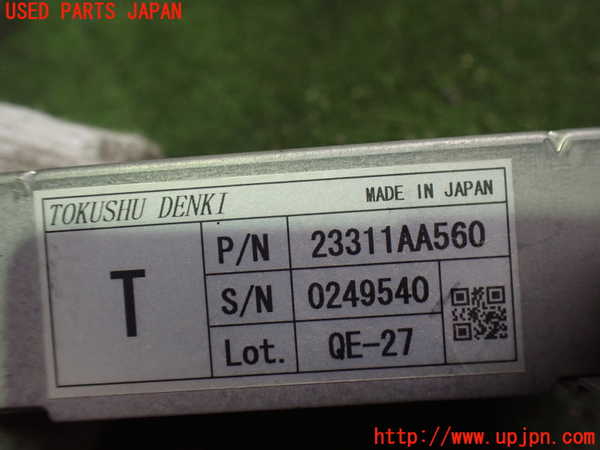 USED PARTS JAPAN
TOKUSHU DENKI MADE IN JAPAN
T
P/N 23311AA560
S/N 0249540
Lot. QE-27
http://www.upjpn.com